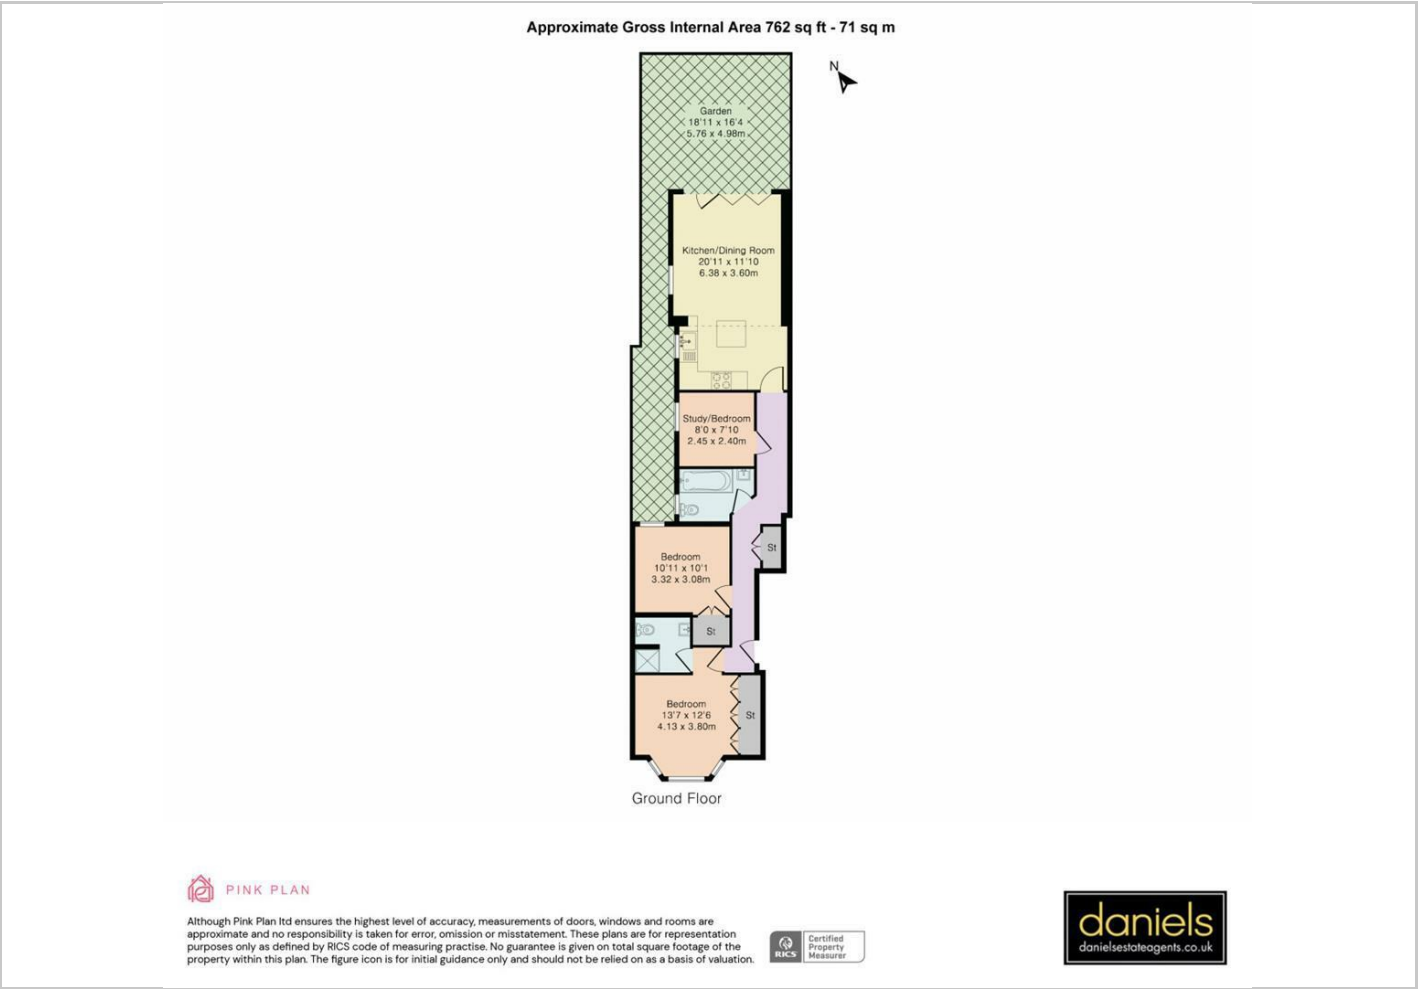 Approximate Gross Internal Area 762 sq ft - 71 sq m
N
Garden
18'11 x 16'4
5.76 x 4.98m
Kitchen/Dining Room
20'11 x 11'10
6.38 x 3.60m
Study/Bedroom
8'0 x 7'10
2.45 x 2.40m
St
Bedroom
10'11 x 10'1
3.32 x 3.08m
St
Bedroom
13'7 x 12'6
4.13 x 3.80m
St
Ground Floor
PINK PLAN
Although Pink Plan ltd ensures the highest level of accuracy, measurements of doors, windows and rooms are
approximate and no responsibility is taken for error, omission or misstatement. These plans are for representation
purposes only as defined by RICS code of measuring practise. No guarantee is given on total square footage of the
property within this plan. The figure icon is for initial guidance only and should not be relied on as a basis of valuation.
RICS
Certified
Property
Measurer
daniels
danielsestateagents.co.uk